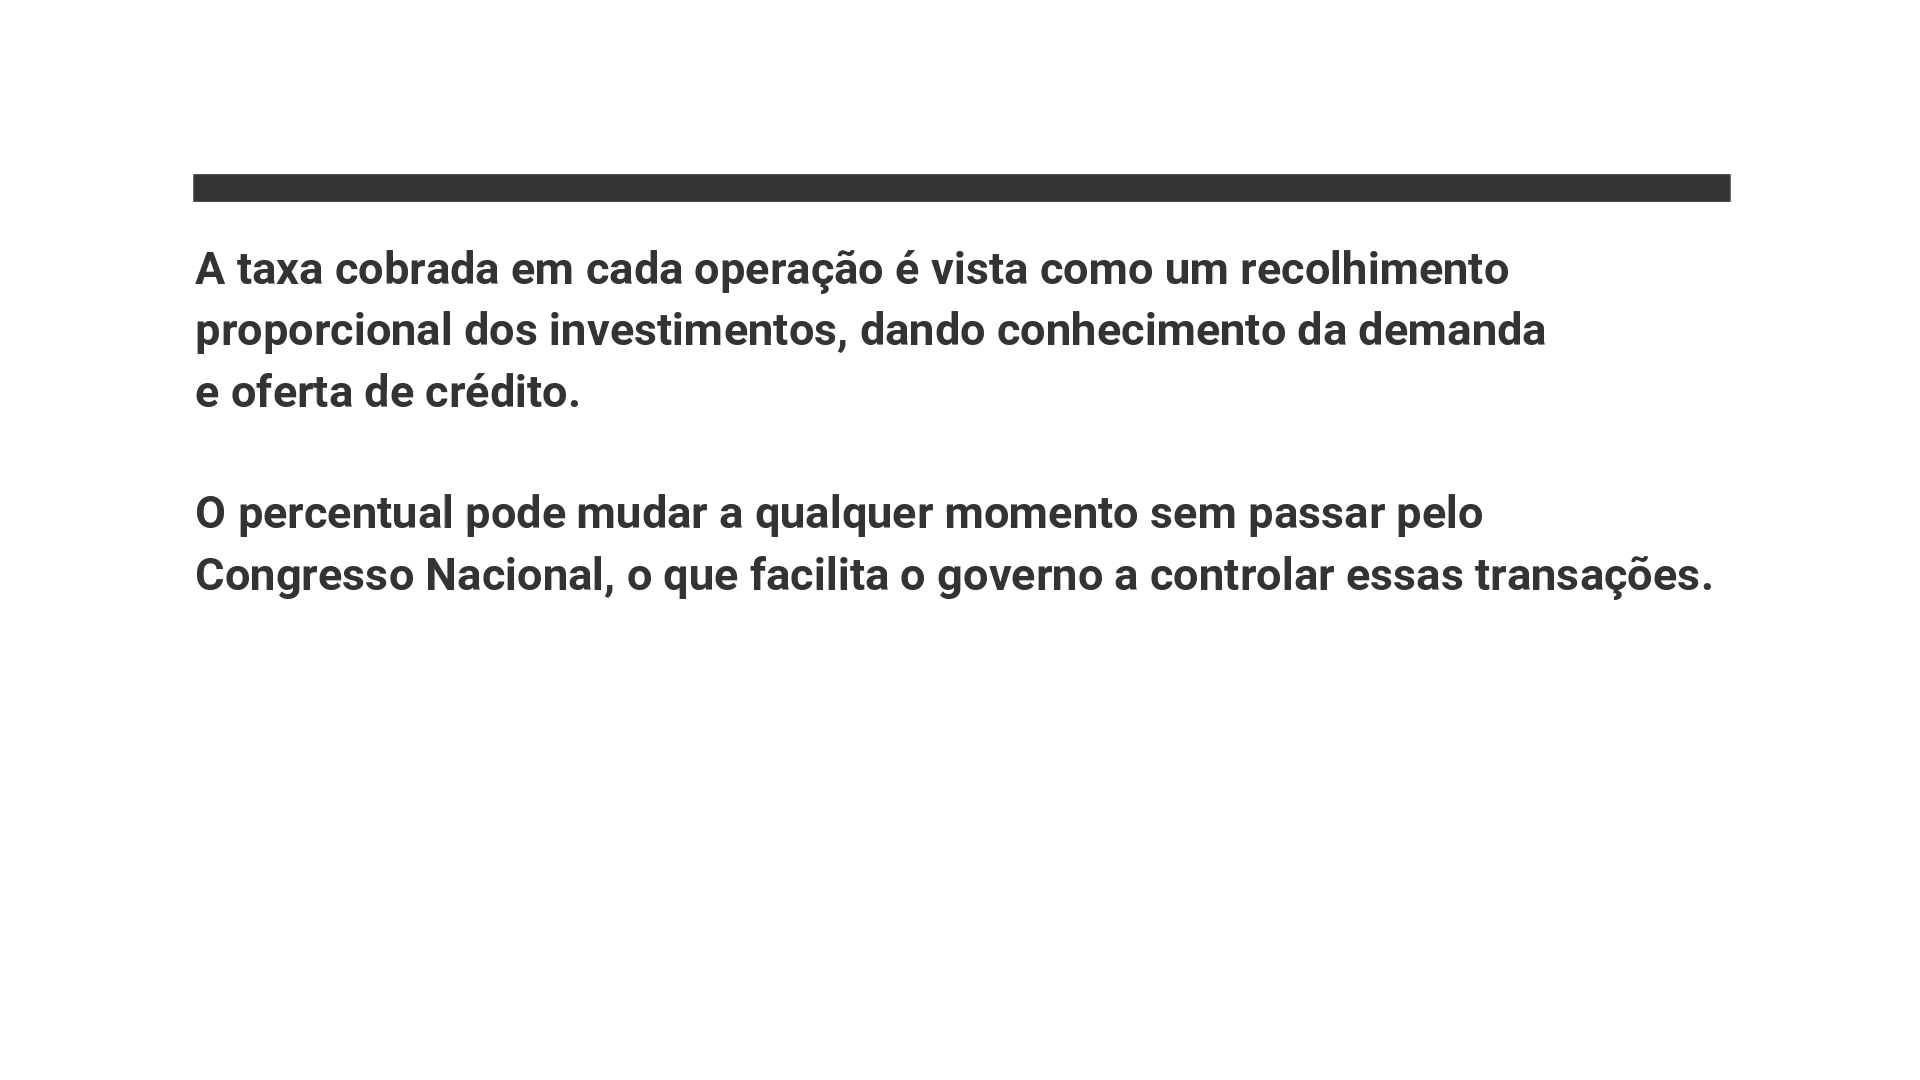 A taxa cobrada em cada operação é vista como um recolhimento
proporcional dos investimentos, dando conhecimento da demanda
e oferta de crédito.
O percentual pode mudar a qualquer momento sem passar pelo
Congresso Nacional, o que facilita o governo a controlar essas transações.